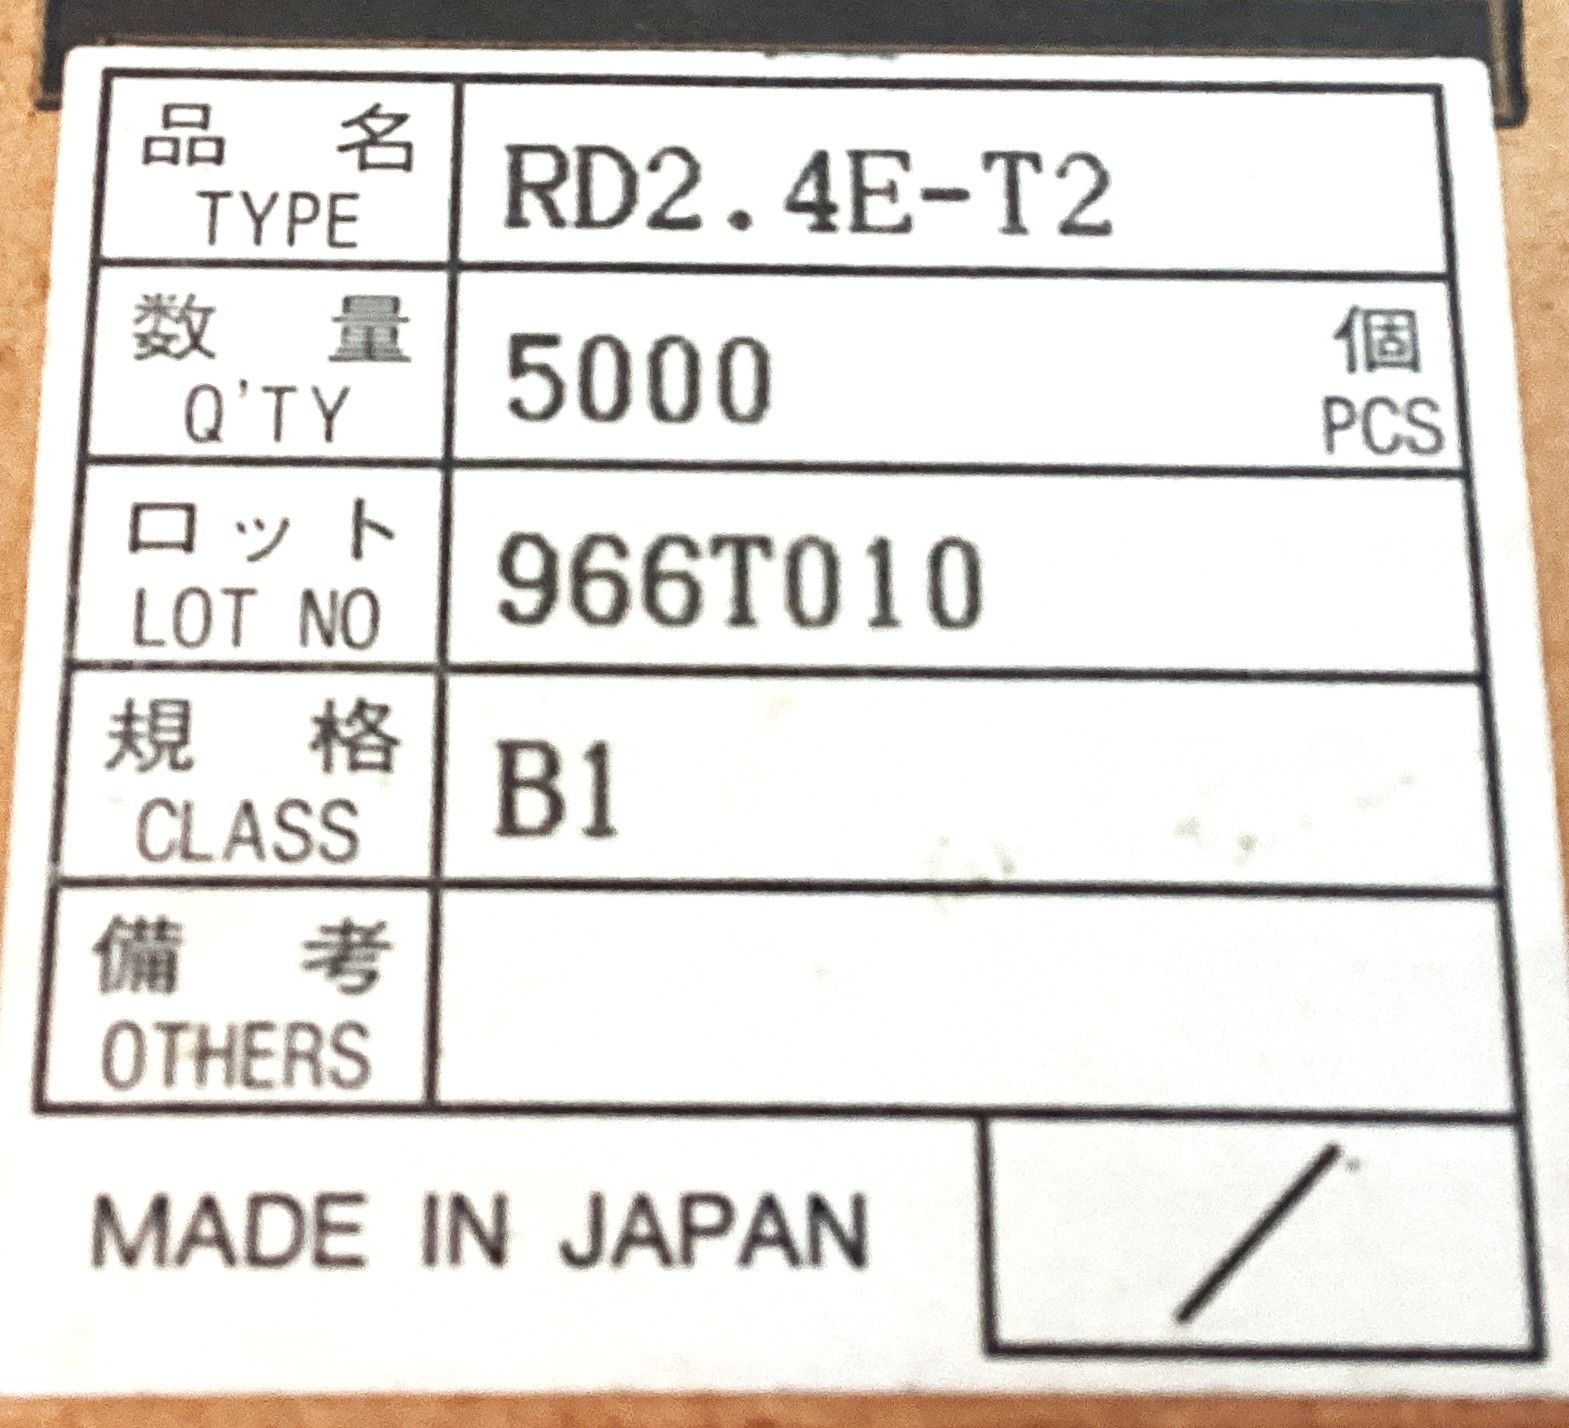 品名 RD2.4E-T2
TYPE
数量 5000 個
Q'TY PCS
ロット 966T010
LOT NO
規格 B1
CLASS
備考
OTHERS
MADE IN JAPAN /